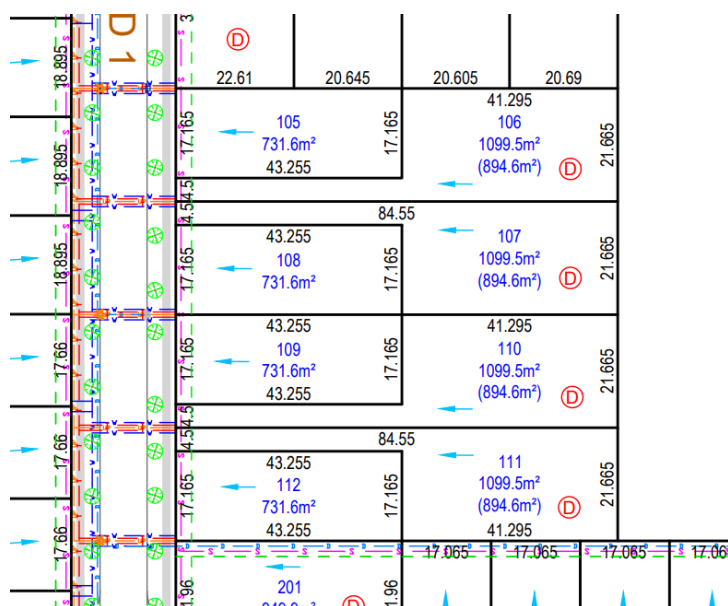 D 1
D
22.61
20.645
20.605
20.69
18.895
17.165
105
731.6m²
43.255
17.165
41.295
106
1099.5m²
(894.6m²)
D
21.665
18.895
4.5
4.5
84.55
43.255
108
731.6m²
17.165
17.165
107
1099.5m²
(894.6m²)
D
21.665
18.895
43.255
109
731.6m²
43.255
17.165
17.165
41.295
110
1099.5m²
(894.6m²)
D
21.665
17.66
4.5
4.5
84.55
17.66
43.255
112
731.6m²
43.255
17.165
17.165
111
1099.5m²
(894.6m²)
D
41.295
21.665
17.66
17.065
17.065
17.065
201